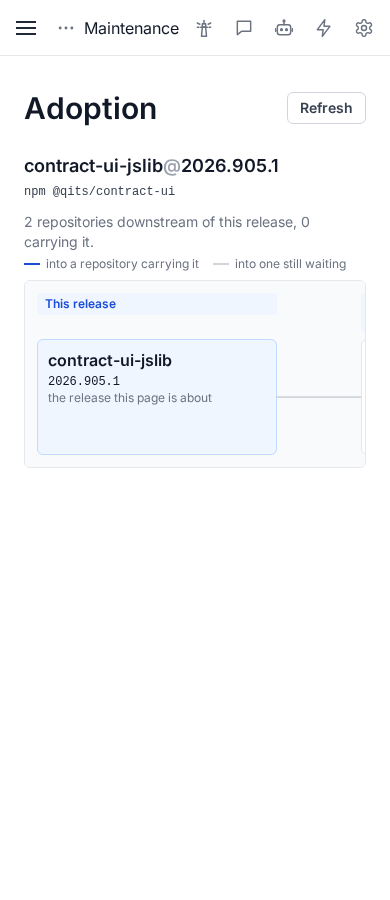 Maintenance
Adoption
Refresh
contract-ui-jslib@2026.905.1
npm @qits/contract-ui
2 repositories downstream of this release, 0
carrying it.
into a repository carrying it
into one still waiting
This release
contract-ui-jslib
2026.905.1
the release this page is about